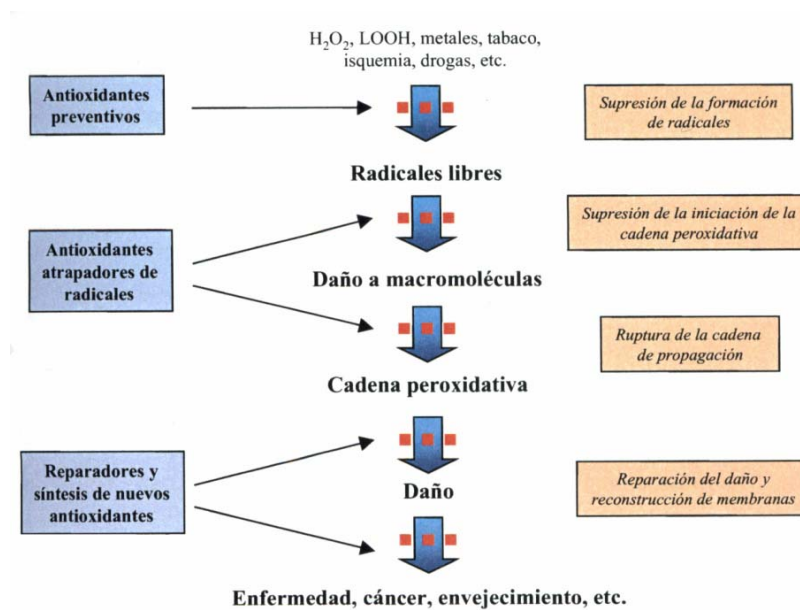 H₂O₂, LOOH, metales, tabaco,
isquemia, drogas, etc.
Antioxidantes
preventivos
Supresión de la formación
de radicales
Radicales libres
Supresión de la iniciación de la
cadena peroxidativa
Antioxidantes
atrapadores de
radicales
Daño a macromoléculas
Ruptura de la cadena
de propagación
Cadena peroxidativa
Reparadores y
síntesis de nuevos
antioxidantes
Daño
Reparación del daño y
reconstrucción de membranas
Enfermedad, cáncer, envejecimiento, etc.